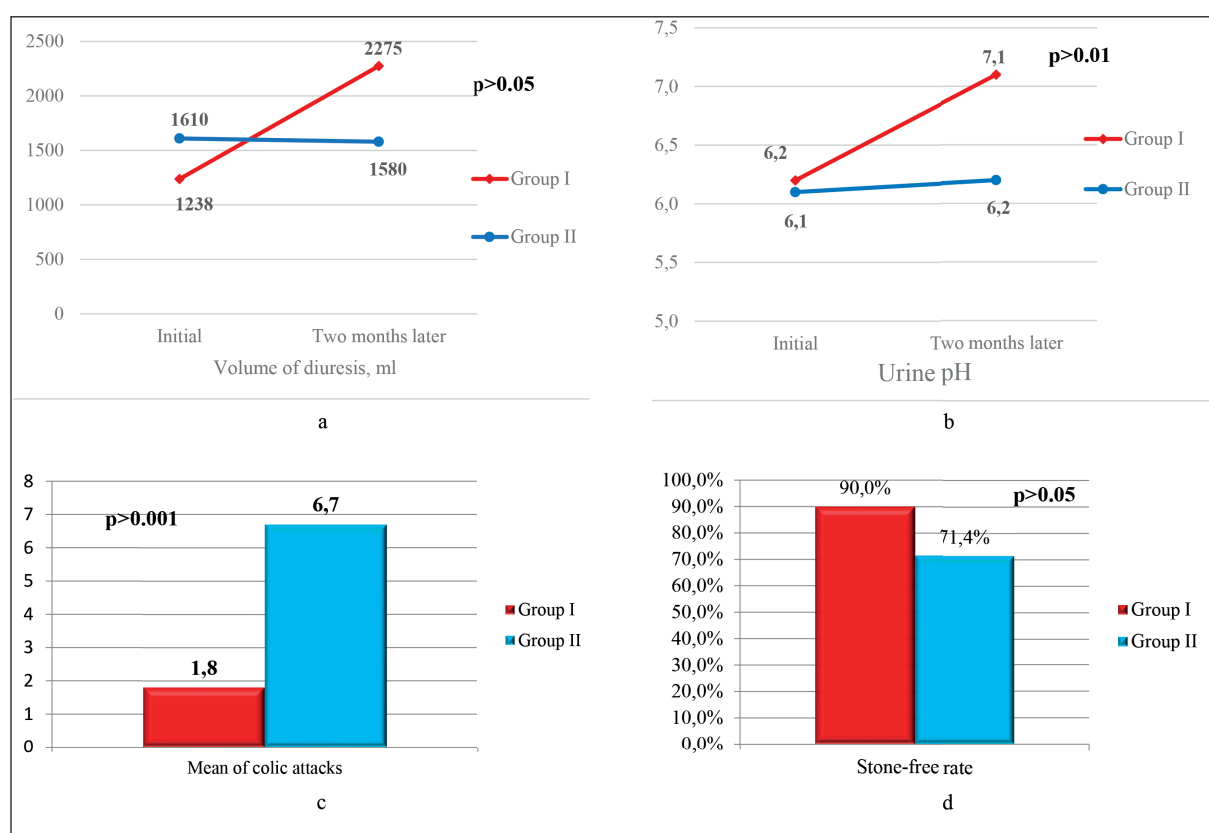 2500
2000
1500
1000
500
0
2275
1610
1580
1238
p>0.05
Group I
Group II
Initial
Two months later
Volume of diuresis, ml
a
7,5
7,0
6,5
6,0
5,5
5,0
7,1
6,2
6,1
6,2
p>0.01
Group I
Group II
Initial
Two months later
Urine pH
b
8
7
6
5
4
3
2
1
0
p>0.001
6,7
1,8
Group I
Group II
Mean of colic attacks
c
100,0%
90,0%
80,0%
70,0%
60,0%
50,0%
40,0%
30,0%
20,0%
10,0%
0,0%
90,0%
71,4%
p>0.05
Group I
Group II
Stone-free rate
d